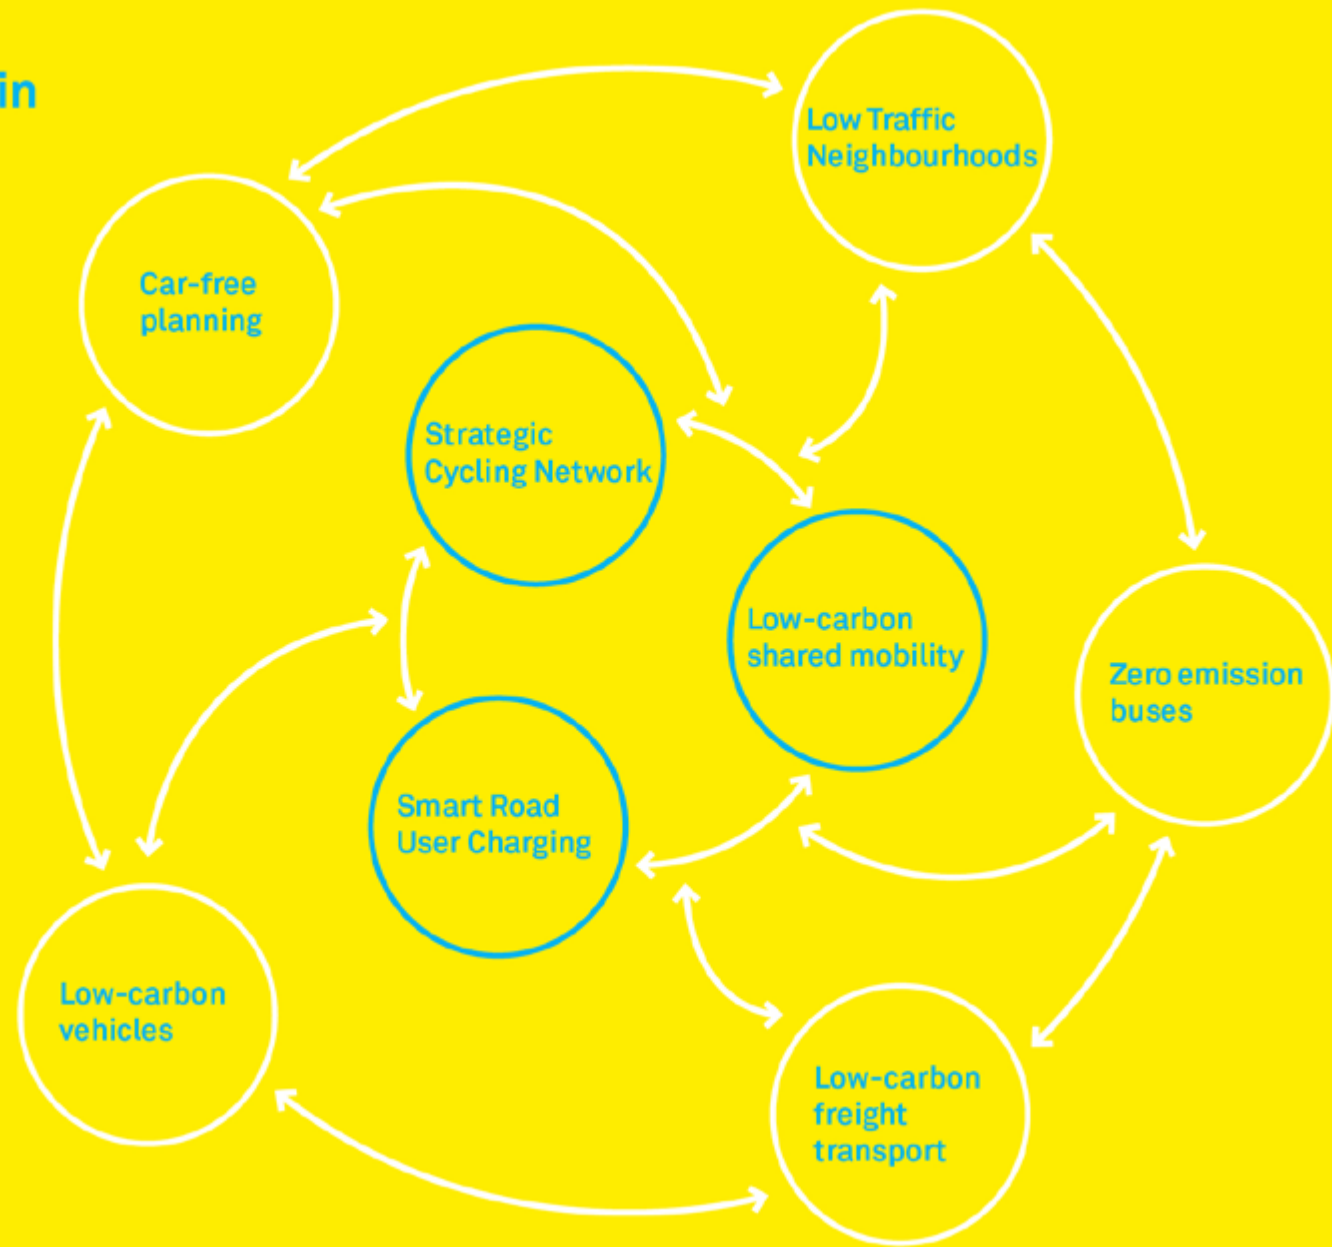 in
Low Traffic
Neighbourhoods
Car-free
planning
Strategic
Cycling Network
Low-carbon
shared mobility
Zero emission
buses
Smart Road
User Charging
Low-carbon
vehicles
Low-carbon
freight
transport